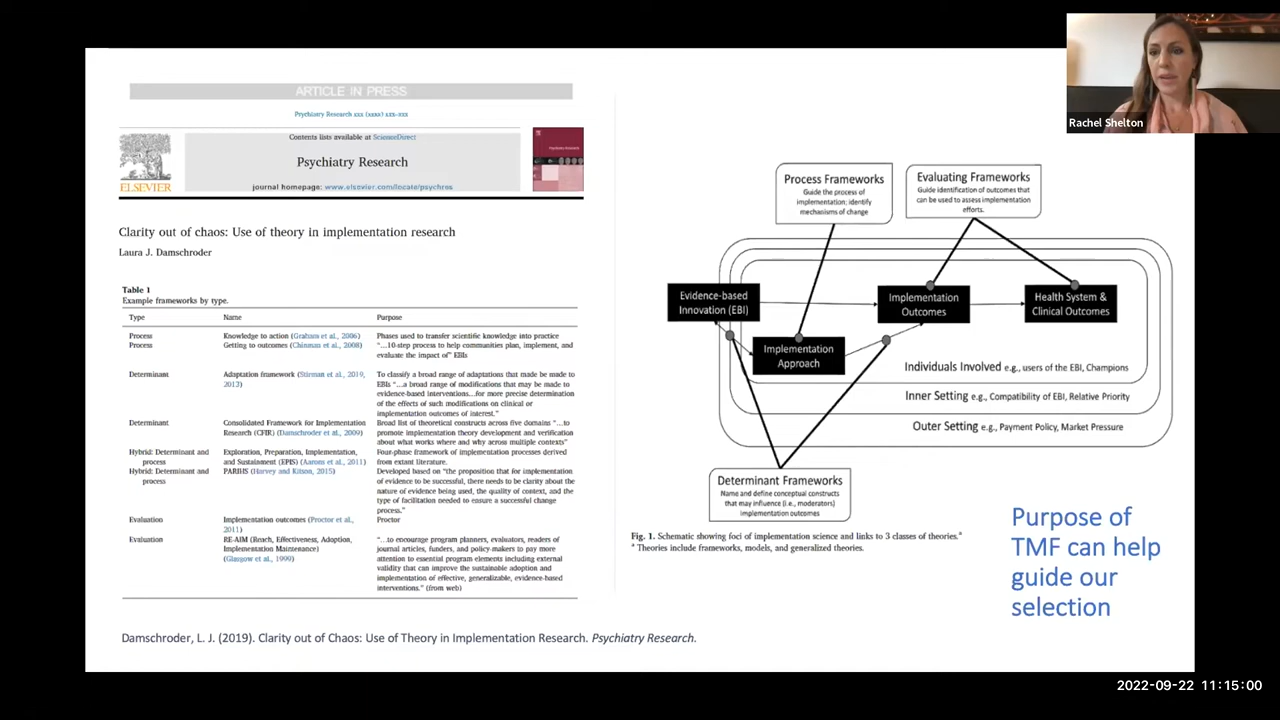 Rachel Shelton
ARTICLE IN PRESS
Psychiatry Research xxx (xxxx) xxx-xxx
Contents lists available at ScienceDirect
Psychiatry Research
journal homepage: www.elsevier.com/locate/psychres
ELSEVIER
Clarity out of chaos: Use of theory in implementation research
Laura J. Damschroder
Table 1
Example frameworks by type.
Type Name Purpose
Process Knowledge to action (Graham et al., 2006) Phases used to transfer scientific knowledge into practice
Process Getting to outcomes (Chinman et al., 2008) "...10-step process to help communities plan, implement, and
evaluate the impact of" EBIs
Determinant Adaptation framework (Stirman et al., 2019, To classify a broad range of adaptations that made be made to
2013) EBIs "...a broad range of modifications that may be made to
evidence-based interventions...for more precise determination
of the effects of such modifications on clinical or
implementation outcomes of interest."
Determinant Consolidated Framework for Implementation Broad list of theoretical constructs across five domains "...to
Research (CFIR) (Damschroder et al., 2009) promote implementation theory development and verification
about what works where and why across multiple contexts"
Hybrid: Determinant and Exploration, Preparation, Implementation, Four-phase framework of implementation processes derived
process and Sustainment (EPIS) (Aarons et al., 2011) from extant literature.
Hybrid: Determinant and PARIHS (Harvey and Kitson, 2015) Developed based on "the proposition that for implementation
process of evidence to be successful, there needs to be clarity about the
nature of evidence being used, the quality of context, and the
type of facilitation needed to ensure a successful change
process."
Evaluation Implementation outcomes (Proctor et al., Proctor
2011)
Evaluation RE-AIM (Reach, Effectiveness, Adoption, "...to encourage program planners, evaluators, readers of
Implementation Maintenance) journal articles, funders, and policy-makers to pay more
(Glasgow et al., 1999) attention to essential program elements including external
validity that can improve the sustainable adoption and
implementation of effective, generalizable, evidence-based
interventions." (from web)
Process Frameworks
Guide the process of
implementation; identify
mechanisms of change
Evaluating Frameworks
Guide identification of outcomes that
can be used to assess implementation
efforts.
Evidence-based
Innovation (EBI)
Implementation
Outcomes
Health System &
Clinical Outcomes
Implementation
Approach
Individuals Involved e.g., users of the EBI, Champions
Inner Setting e.g., Compatibility of EBI, Relative Priority
Outer Setting e.g., Payment Policy, Market Pressure
Determinant Frameworks
Name and define conceptual constructs
that may influence (i.e., moderators)
implementation outcomes
Fig. 1. Schematic showing foci of implementation science and links to 3 classes of theories.a
a Theories include frameworks, models, and generalized theories.
Purpose of
TMF can help
guide our
selection
Damschroder, L. J. (2019). Clarity out of Chaos: Use of Theory in Implementation Research. Psychiatry Research.
2022-09-22 11:15:00